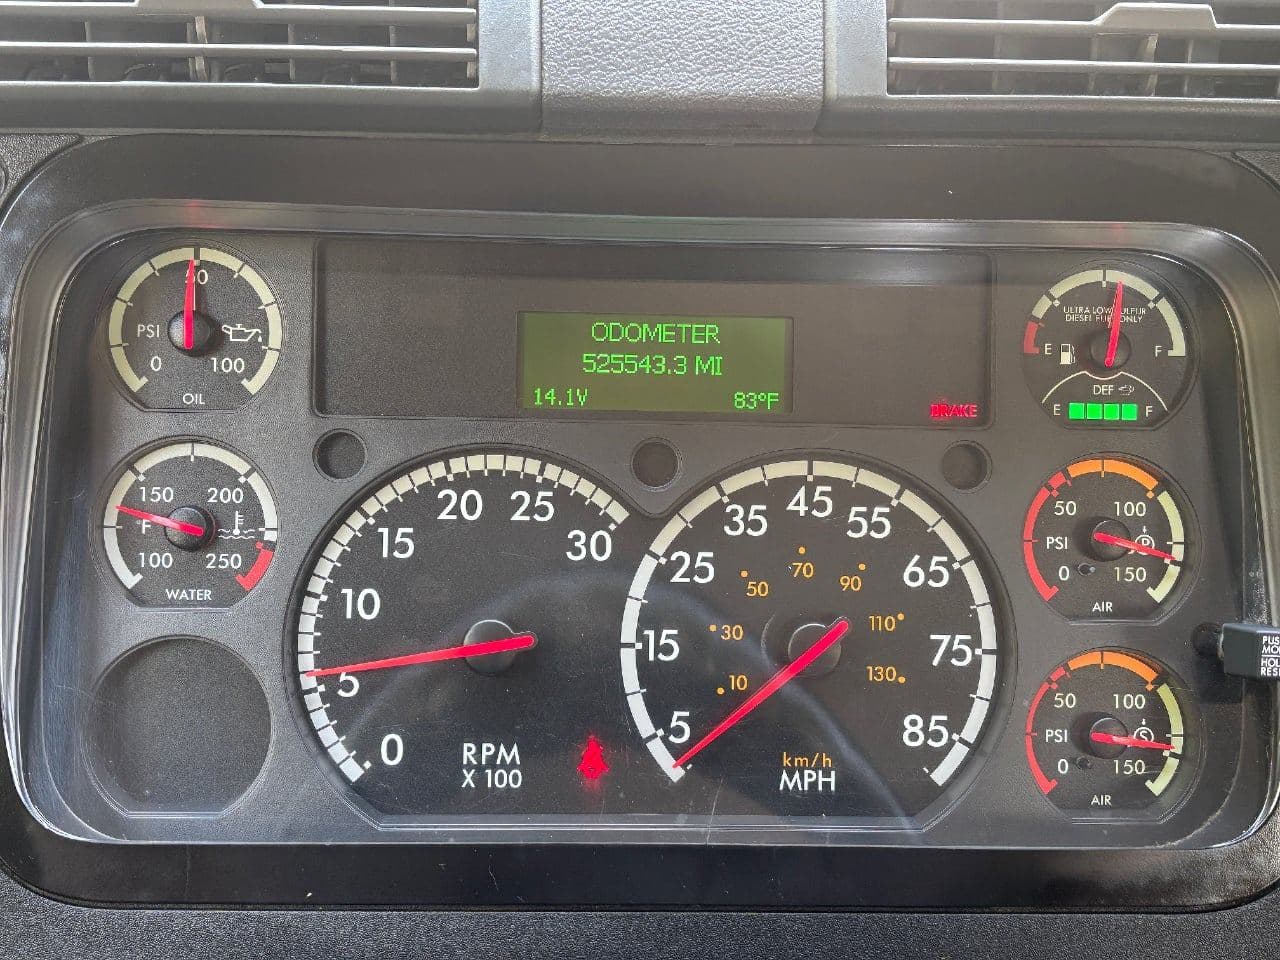 50
PSI
0 100
OIL
ODOMETER
525543.3 MI
14.1V 83°F
BRAKE
ULTRA LOW SULFUR
DIESEL FUEL ONLY
E F
DEF
E F
150 200
°F
100 250
WATER
0
5
10
15
20
25
30
RPM
X 100
5
15
25
35
45
55
65
75
85
10
30
50
70
90
110
130
km/h
MPH
50 100
PSI P
0 150
AIR
50 100
PSI S
0 150
AIR